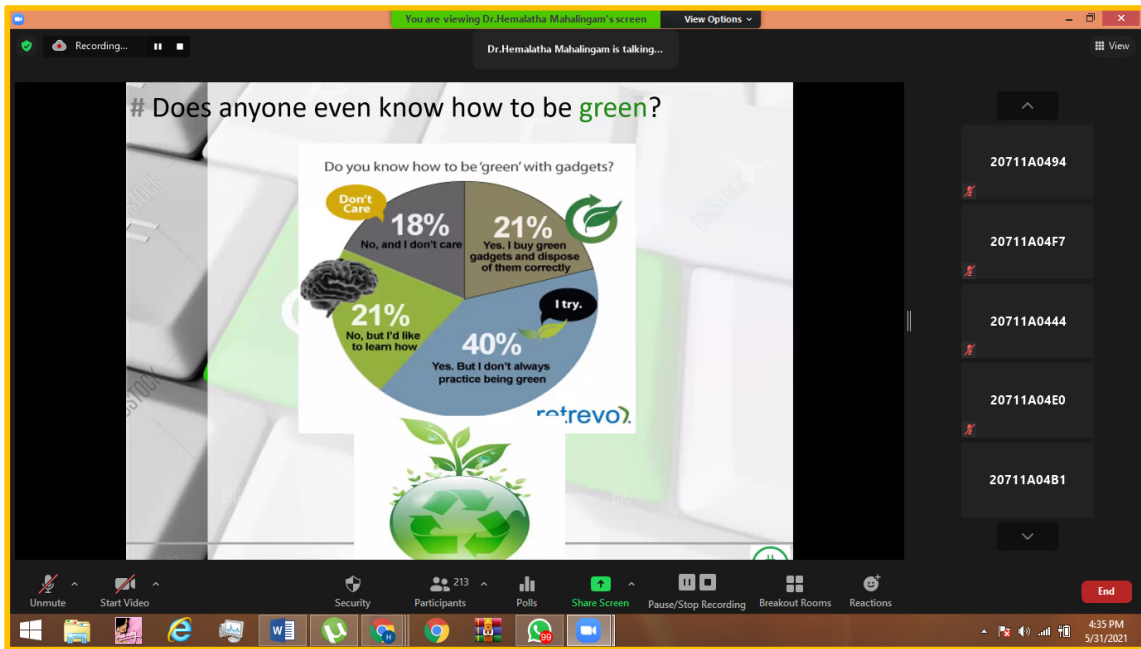 You are viewing Dr.Hemalatha Mahalingam's screen
View Options
Recording...
Dr.Hemalatha Mahalingam is talking...
View
# Does anyone even know how to be green?
Do you know how to be 'green' with gadgets?
Don't
Care
18%
No, and I don't care
21%
Yes. I buy green
gadgets and dispose
of them correctly
I try.
21%
No, but I'd like
to learn how
40%
Yes. But I don't always
practice being green
retrevo
20711A0494
20711A04F7
20711A0444
20711A04E0
20711A04B1
Unmute
Start Video
Security
213
Participants
Polls
Share Screen
Pause/Stop Recording
Breakout Rooms
Reactions
End
99
4:35 PM
5/31/2021